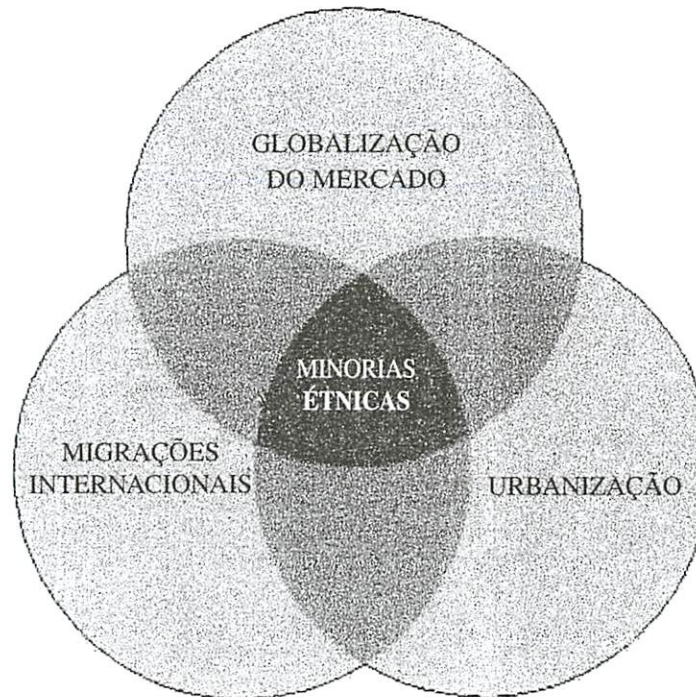 GLOBALIZAÇÃO
DO MERCADO
MINORIAS
ÉTNICAS
MIGRAÇÕES
INTERNACIONAIS
URBANIZAÇÃO